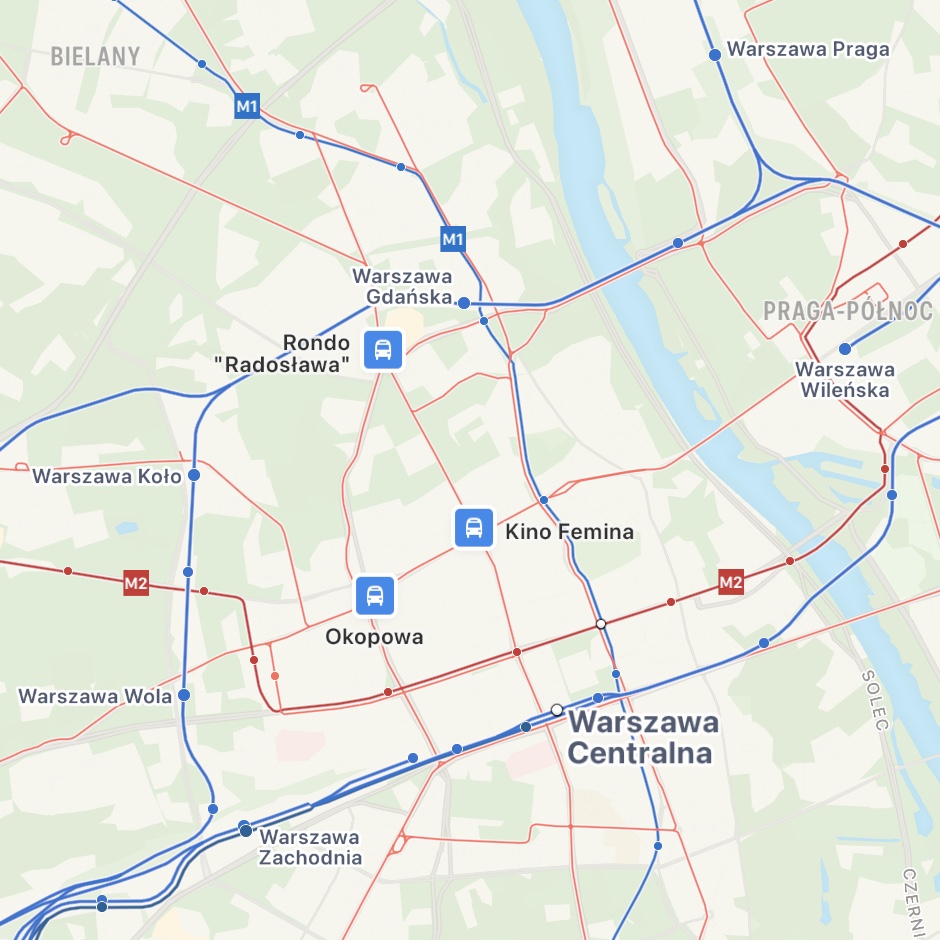 BIELANY
Warszawa Praga
M1
M1
Warszawa
Gdańska
PRAGA-PÓŁNOC
Rondo
"Radosława"
Warszawa
Wileńska
Warszawa Koło
Kino Femina
M2
M2
Okopowa
Warszawa Wola
SOLEC
Warszawa
Centralna
Warszawa
Zachodnia
CZERNI